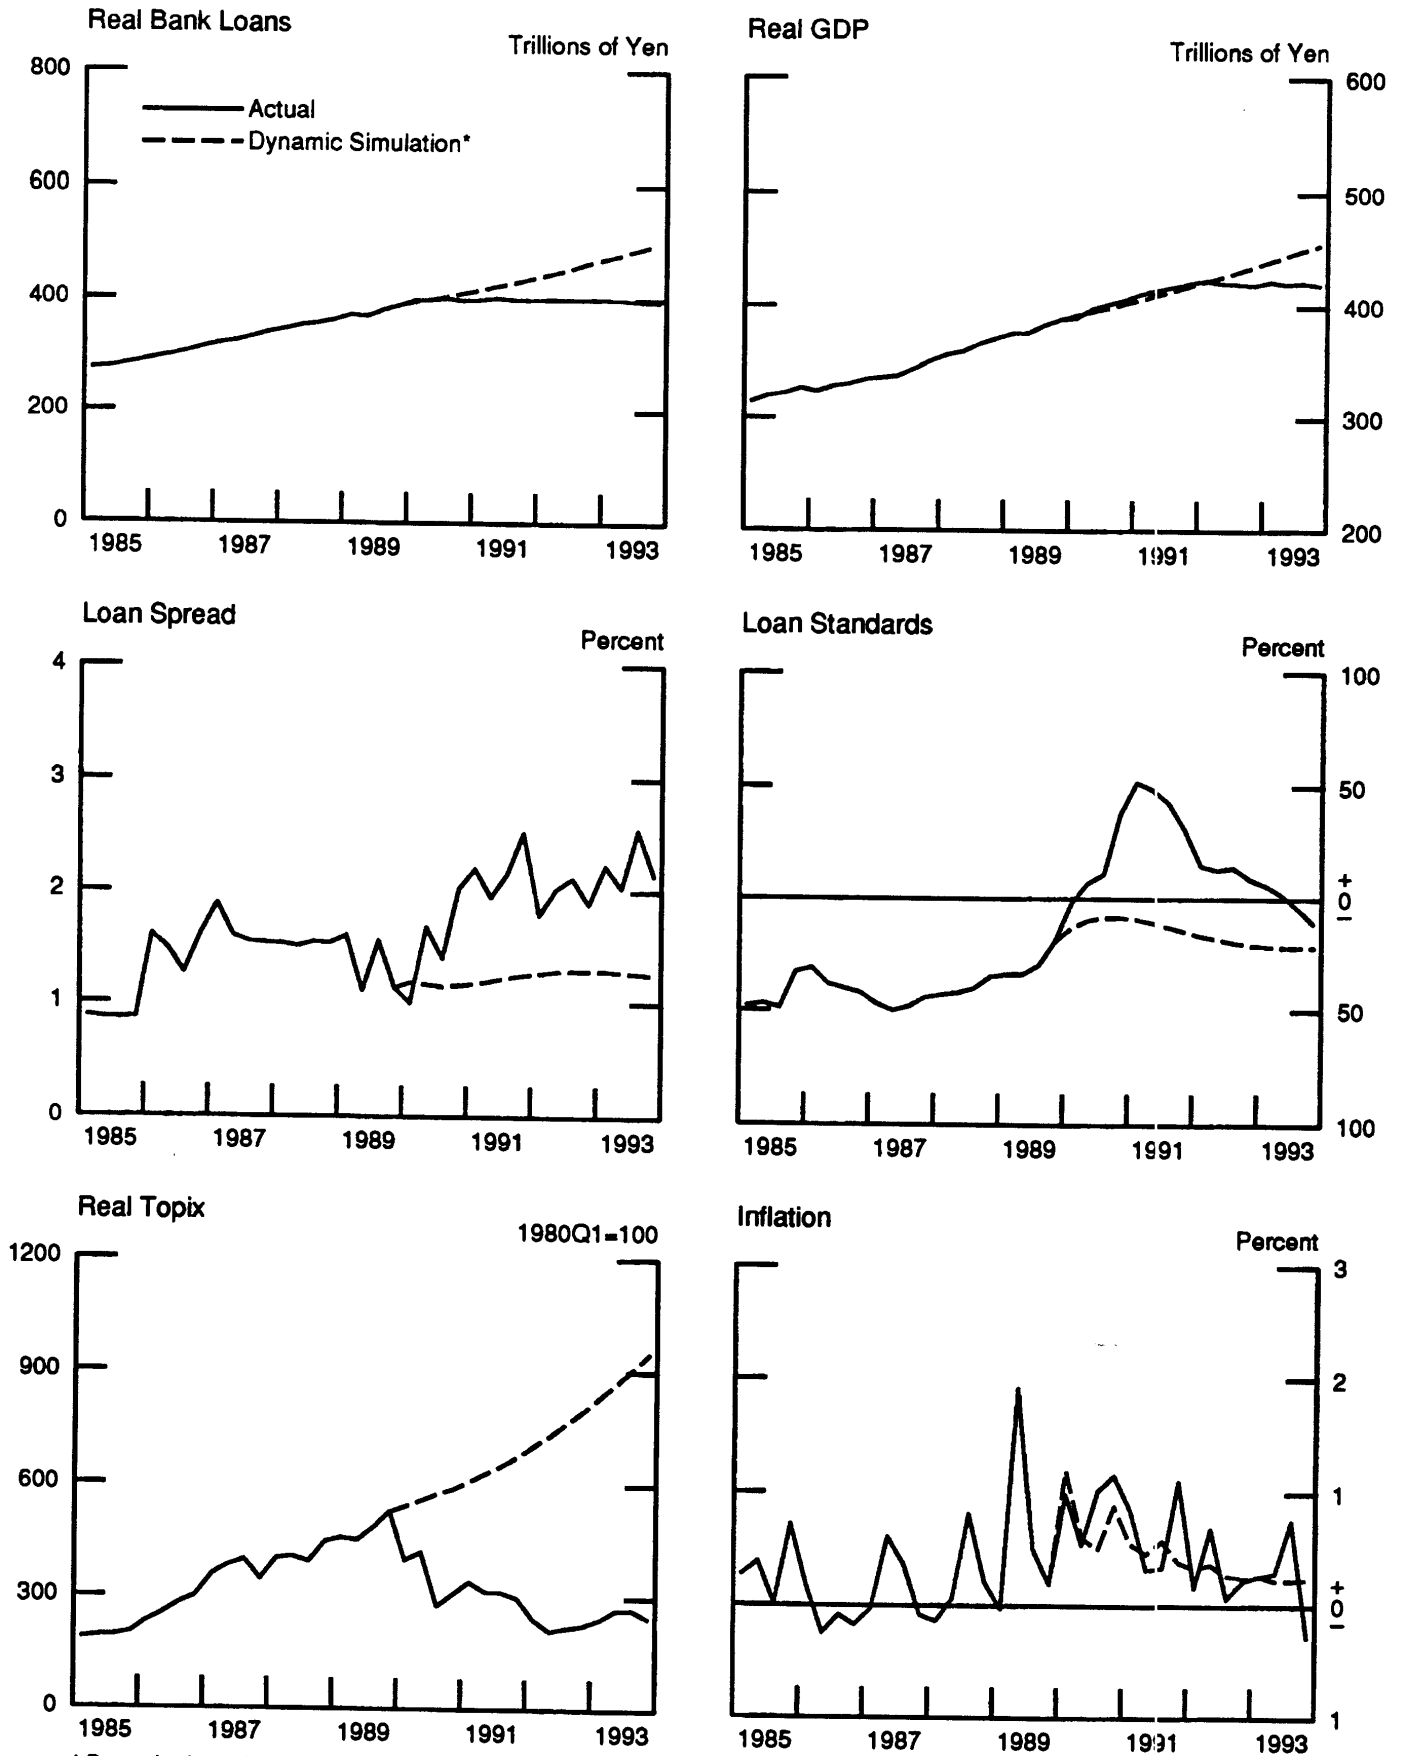 Real Bank Loans
Trillions of Yen
800
600
400
200
0
Actual
Dynamic Simulation*
1985 1987 1989 1991 1993
Real GDP
Trillions of Yen
600
500
400
300
200
1985 1987 1989 1991 1993
Loan Spread
Percent
4
3
2
1
0
1985 1987 1989 1991 1993
Loan Standards
Percent
100
50
+
0
–
50
100
1985 1987 1989 1991 1993
Real Topix
1980Q1=100
1200
900
600
300
0
1985 1987 1989 1991 1993
Inflation
Percent
3
2
1
+
0
–
1
1985 1987 1989 1991 1993